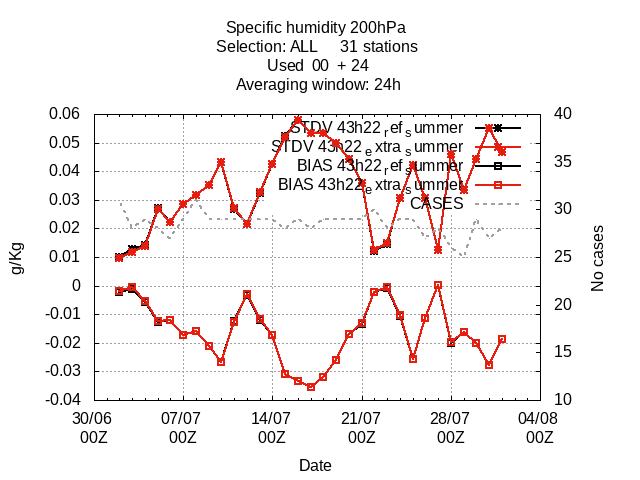 Specific humidity 200hPa
Selection: ALL 31 stations
Used 00 + 24
Averaging window: 24h
0.06
0.05
0.04
0.03
0.02
0.01
0
-0.01
-0.02
-0.03
-0.04
g/Kg
40
35
30
25
20
15
10
No cases
STDV 43h22_ref_summer
STDV 43h22_extra_summer
BIAS 43h22_ref_summer
BIAS 43h22_extra_summer
CASES
30/06 07/07 14/07 21/07 28/07 04/08
00Z 00Z 00Z 00Z 00Z 00Z
Date